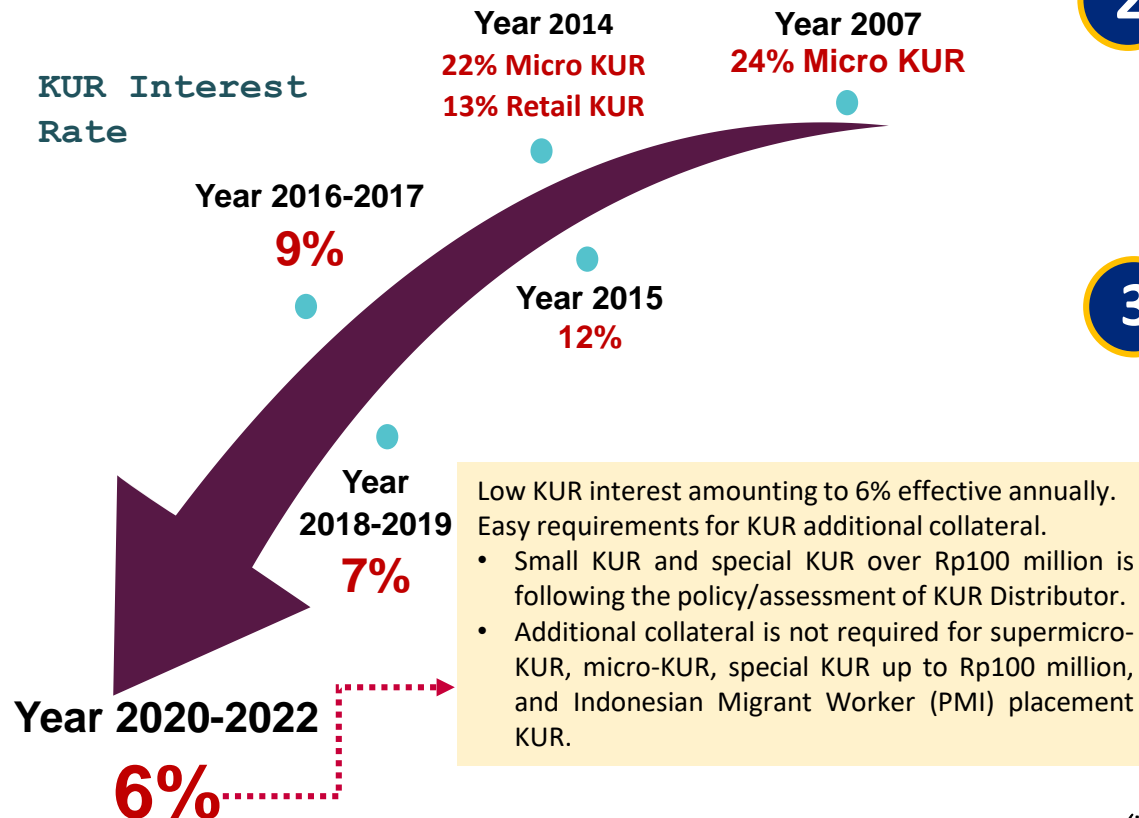 KUR Interest
Rate
Year 2014
22% Micro KUR
13% Retail KUR
Year 2007
24% Micro KUR
2
Year 2016-2017
9%
Year 2015
12%
3
Year
2018-2019
7%
Low KUR interest amounting to 6% effective annually.
Easy requirements for KUR additional collateral.
• Small KUR and special KUR over Rp100 million is
following the policy/assessment of KUR Distributor.
• Additional collateral is not required for supermicro-
KUR, micro-KUR, special KUR up to Rp100 million,
and Indonesian Migrant Worker (PMI) placement
KUR.
Year 2020-2022
6%